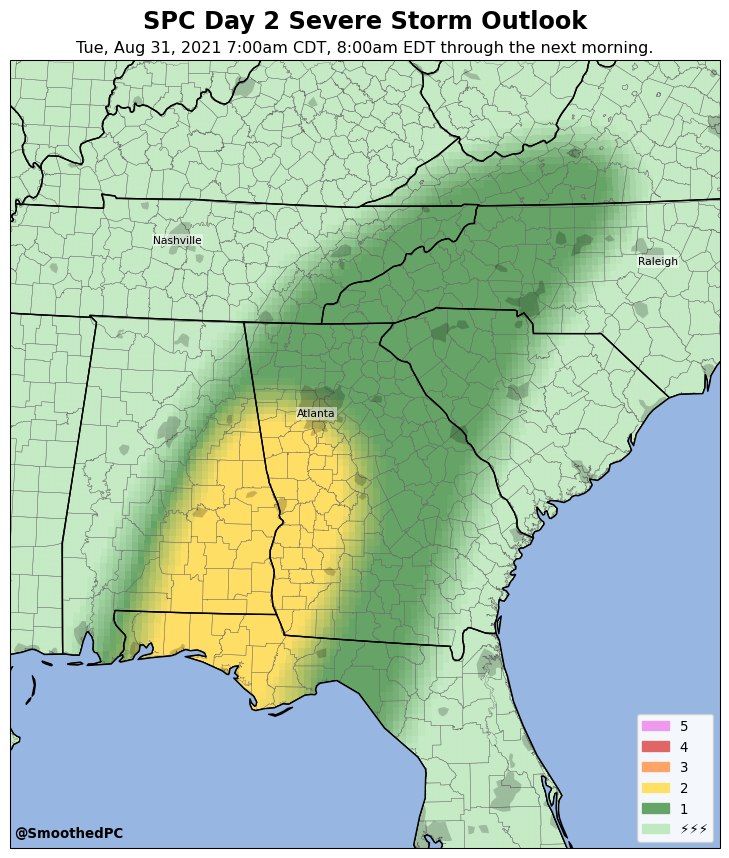 SPC Day 2 Severe Storm Outlook
Tue, Aug 31, 2021 7:00am CDT, 8:00am EDT through the next morning.
Nashville
Raleigh
Atlanta
5
4
3
2
1
⚡⚡⚡
@SmoothedPC